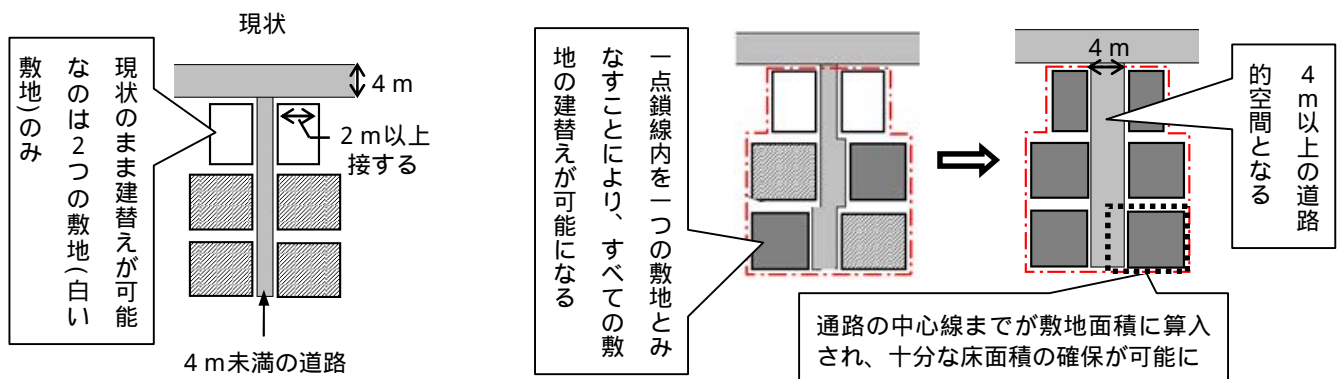 現状
現状のまま建替えが可能
なのは2つの敷地(白い
敷地)のみ
4m
2m以上
接する
4m未満の道路
一点鎖線内を一つの敷地とみ
なすことにより、すべての敷
地の建替えが可能になる
4m
4m以上の道路
的空間となる
通路の中心線までが敷地面積に算入
され、十分な床面積の確保が可能に